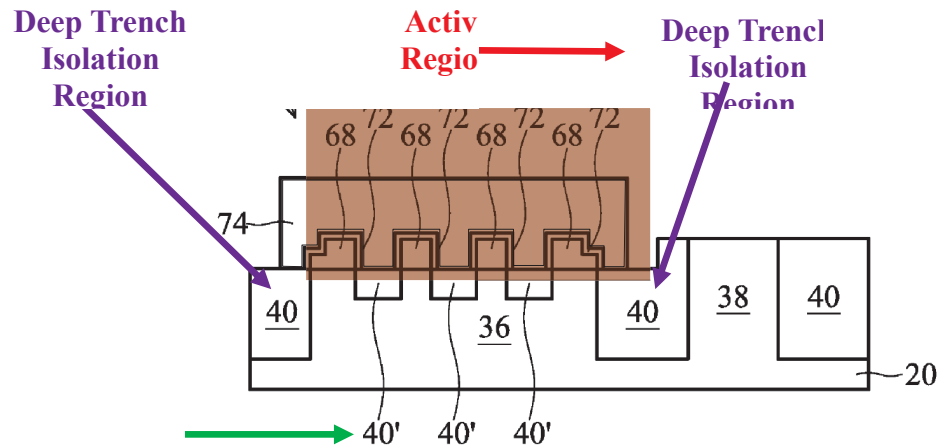 Deep Trench
Isolation
Region
Activ
Regio
Deep Trencl
Isolation
Region
68 72 68 72 68 72 68 72
74
40
36
40
38
40
20
40' 40' 40'